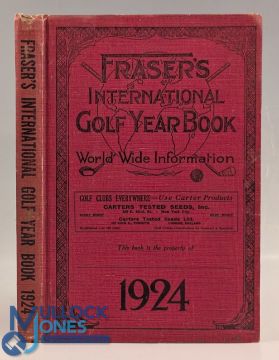 FRASER'S INTERNATIONAL GOLF YEAR BOOK 1924
FRASER'S
INTERNATIONAL
GOLF YEAR BOOK
World Wide Information
GOLF CLUBS EVERYWHERE—Use Carter Products
CARTERS TESTED SEEDS, Inc.
New York City
Carters Tested Seeds Ltd.
This book is the property of
1924
MULLOCK
JONES